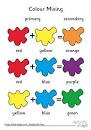 Colour Mixing
primary secondary
red yellow orange
red blue purple
yellow blue green